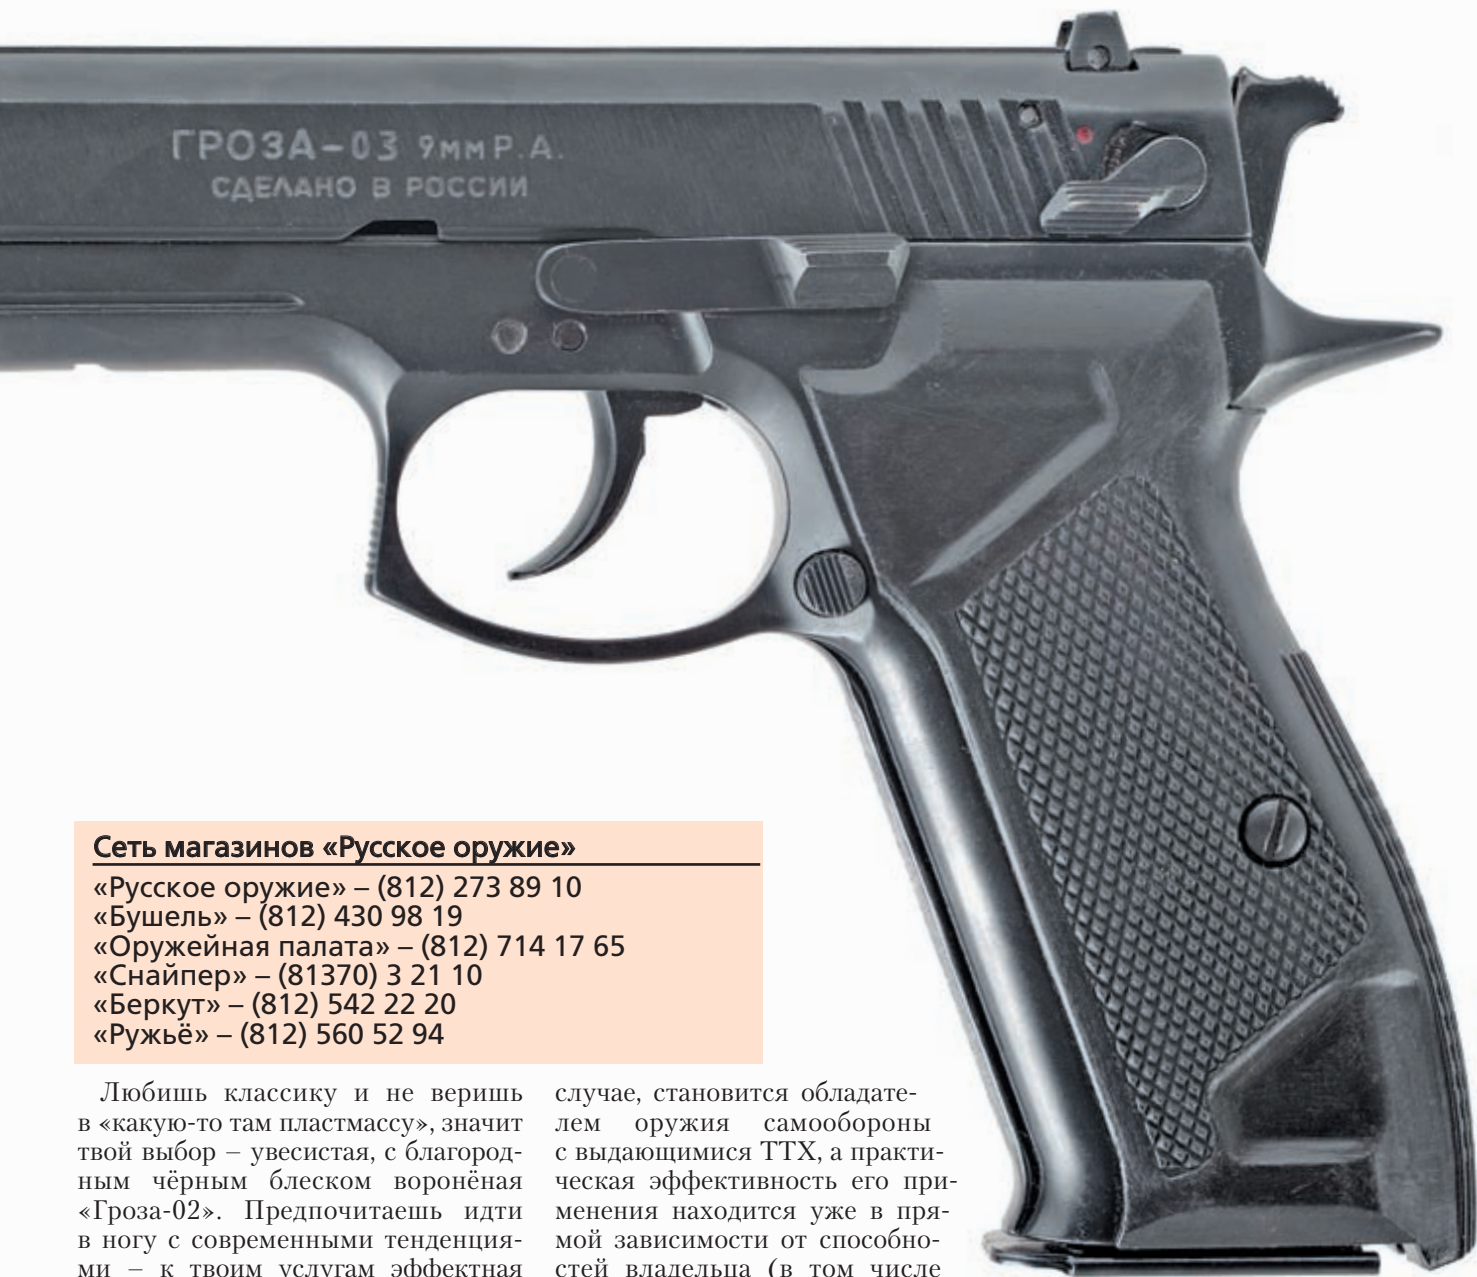 ГРОЗА-03 9мм Р.А.
СДЕЛАНО В РОССИИ
Сеть магазинов «Русское оружие»
«Русское оружие» – (812) 273 89 10
«Бушель» – (812) 430 98 19
«Оружейная палата» – (812) 714 17 65
«Снайпер» – (81370) 3 21 10
«Беркут» – (812) 542 22 20
«Ружьё» – (812) 560 52 94
Любишь классику и не веришь
в «какую-то там пластмассу», значит
твой выбор – увесистая, с благород-
ным чёрным блеском воронёная
«Гроза-02». Предпочитаешь идти
в ногу с современными тенденция-
ми – к твоим услугам эффектная
случае, становится обладате-
лем оружия самообороны
с выдающимися ТТХ, а практи-
ческая эффективность его при-
менения находится уже в пря-
мой зависимости от способно-
стей владельца (в том числе